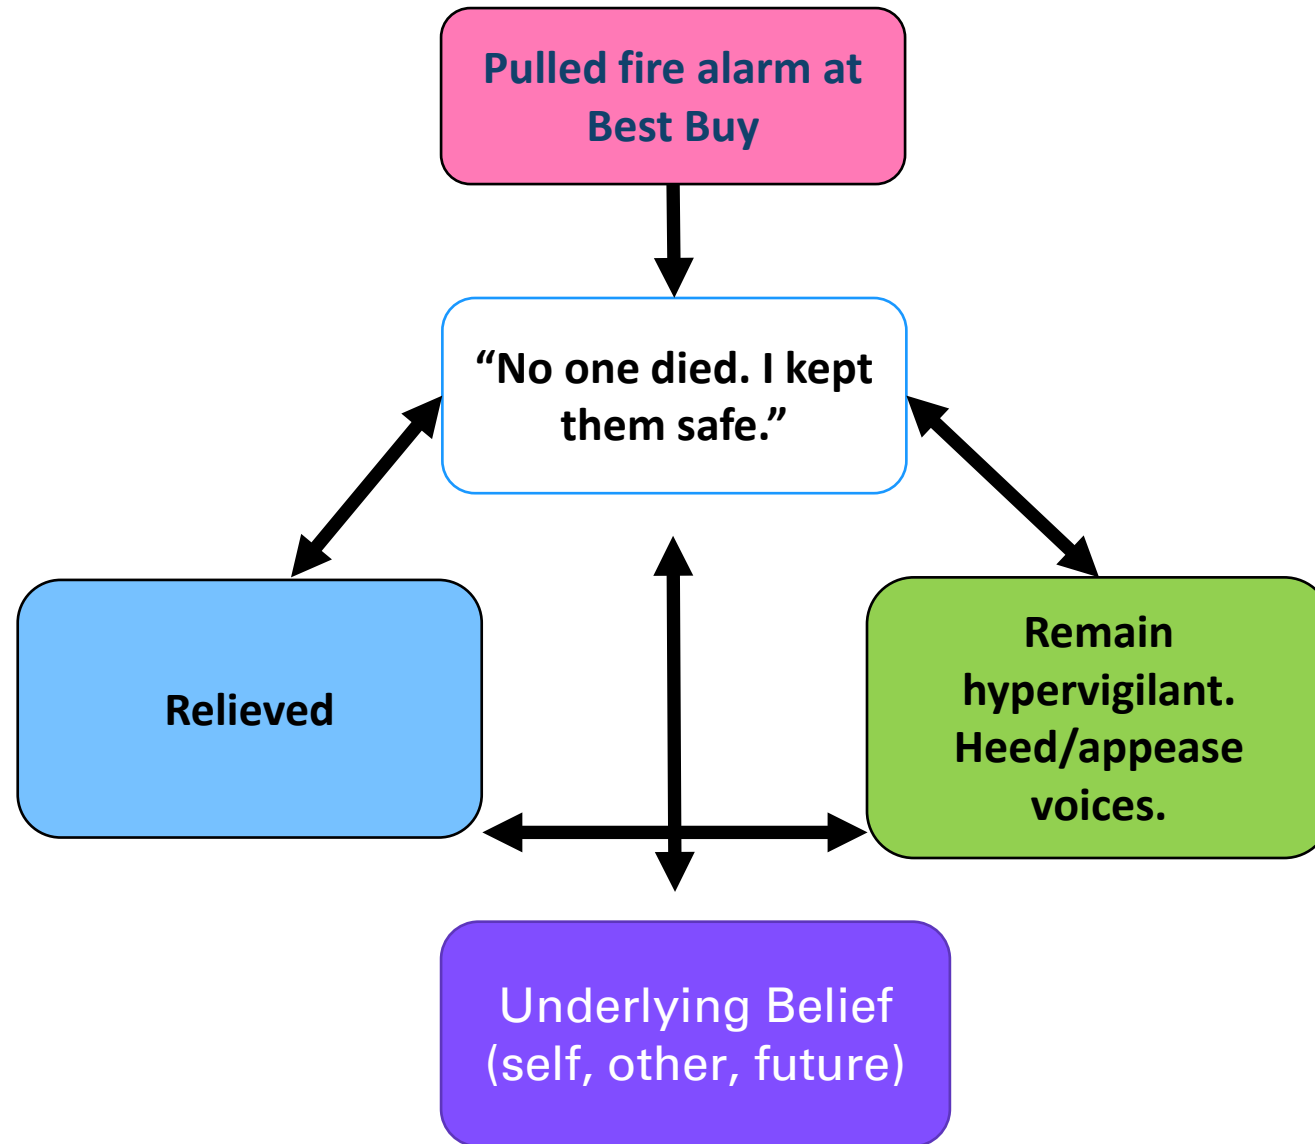 Pulled fire alarm at
Best Buy
“No one died. I kept
them safe.”
Relieved
Remain
hypervigilant.
Heed/appease
voices.
Underlying Belief
(self, other, future)